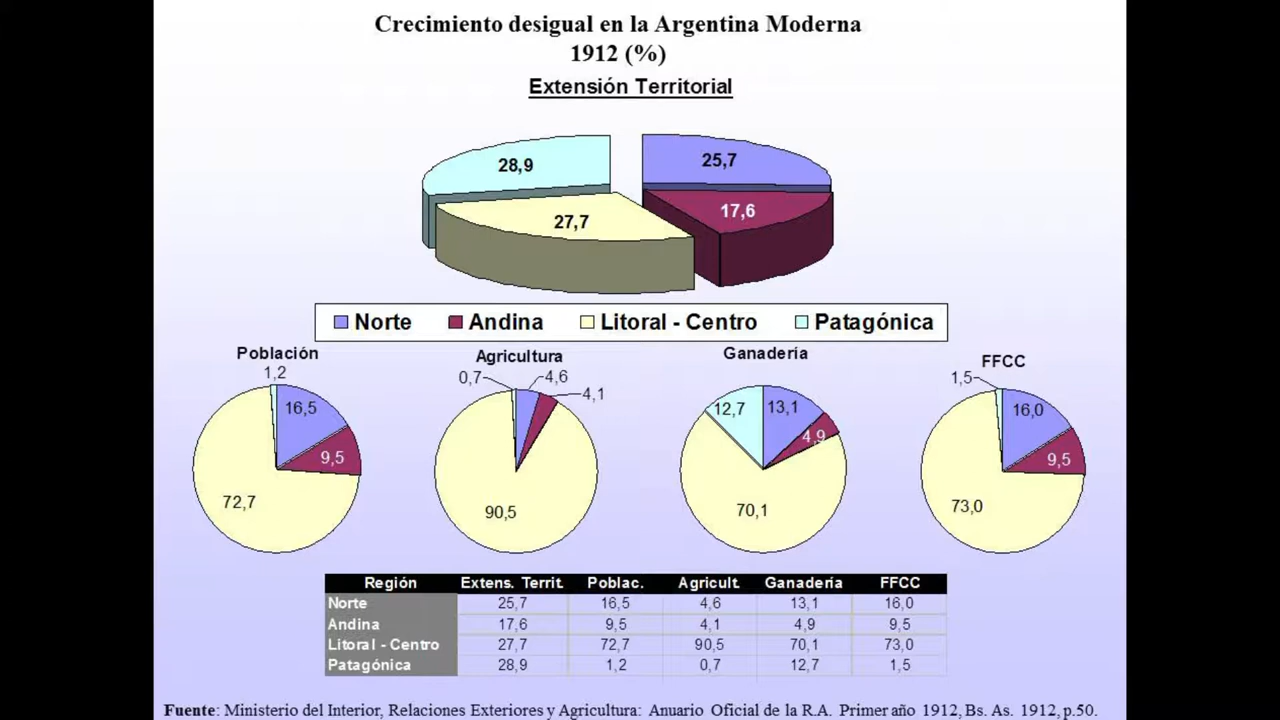 Crecimiento desigual en la Argentina Moderna
1912 (%)
Extensión Territorial
28,9
25,7
17,6
27,7
Norte Andina Litoral - Centro Patagónica
Población
1,2
16,5
9,5
72,7
Agricultura
0,7
4,6
4,1
90,5
Ganadería
12,7
13,1
4,9
70,1
FFCC
1,5
16,0
9,5
73,0
Región Extens. Territ. Poblac. Agricult. Ganadería FFCC
Norte 25,7 16,5 4,6 13,1 16,0
Andina 17,6 9,5 4,1 4,9 9,5
Litoral - Centro 27,7 72,7 90,5 70,1 73,0
Patagónica 28,9 1,2 0,7 12,7 1,5
Fuente: Ministerio del Interior, Relaciones Exteriores y Agricultura: Anuario Oficial de la R.A. Primer año 1912, Bs. As. 1912, p.50.